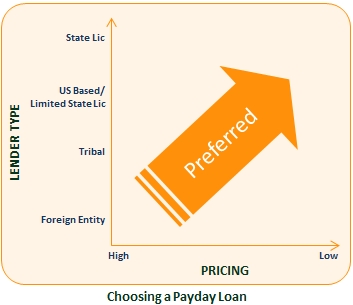 State Lic
US Based/
Limited State Lic
LENDER TYPE
Tribal
Preferred
Foreign Entity
High
Low
PRICING
Choosing a Payday Loan